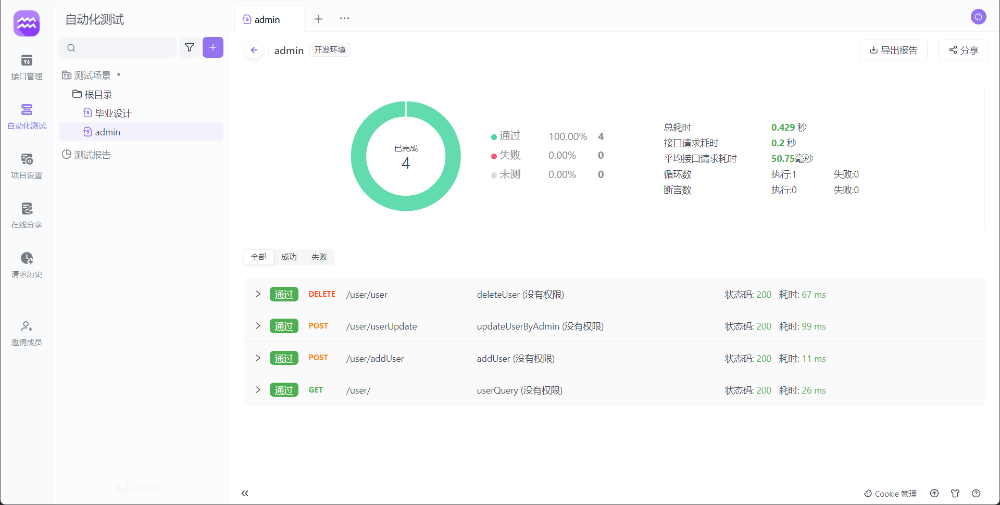 自动化测试
admin
接口管理
自动化测试
项目设置
在线分享
请求历史
邀请成员
测试场景
根目录
毕业设计
admin
测试报告
Apifox
admin 开发环境
导出报告 分享
已完成
4
通过 100.00% 4
失败 0.00% 0
未测 0.00% 0
总耗时 0.429 秒
接口请求耗时 0.2 秒
平均接口请求耗时 50.75毫秒
循环数 执行:1 失败:0
断言数 执行:0 失败:0
全部 成功 失败
通过 DELETE /user/user deleteUser (没有权限) 状态码: 200 耗时: 67 ms
通过 POST /user/userUpdate updateUserByAdmin (没有权限) 状态码: 200 耗时: 99 ms
通过 POST /user/addUser addUser (没有权限) 状态码: 200 耗时: 11 ms
通过 GET /user/ userQuery (没有权限) 状态码: 200 耗时: 26 ms
Cookie 管理